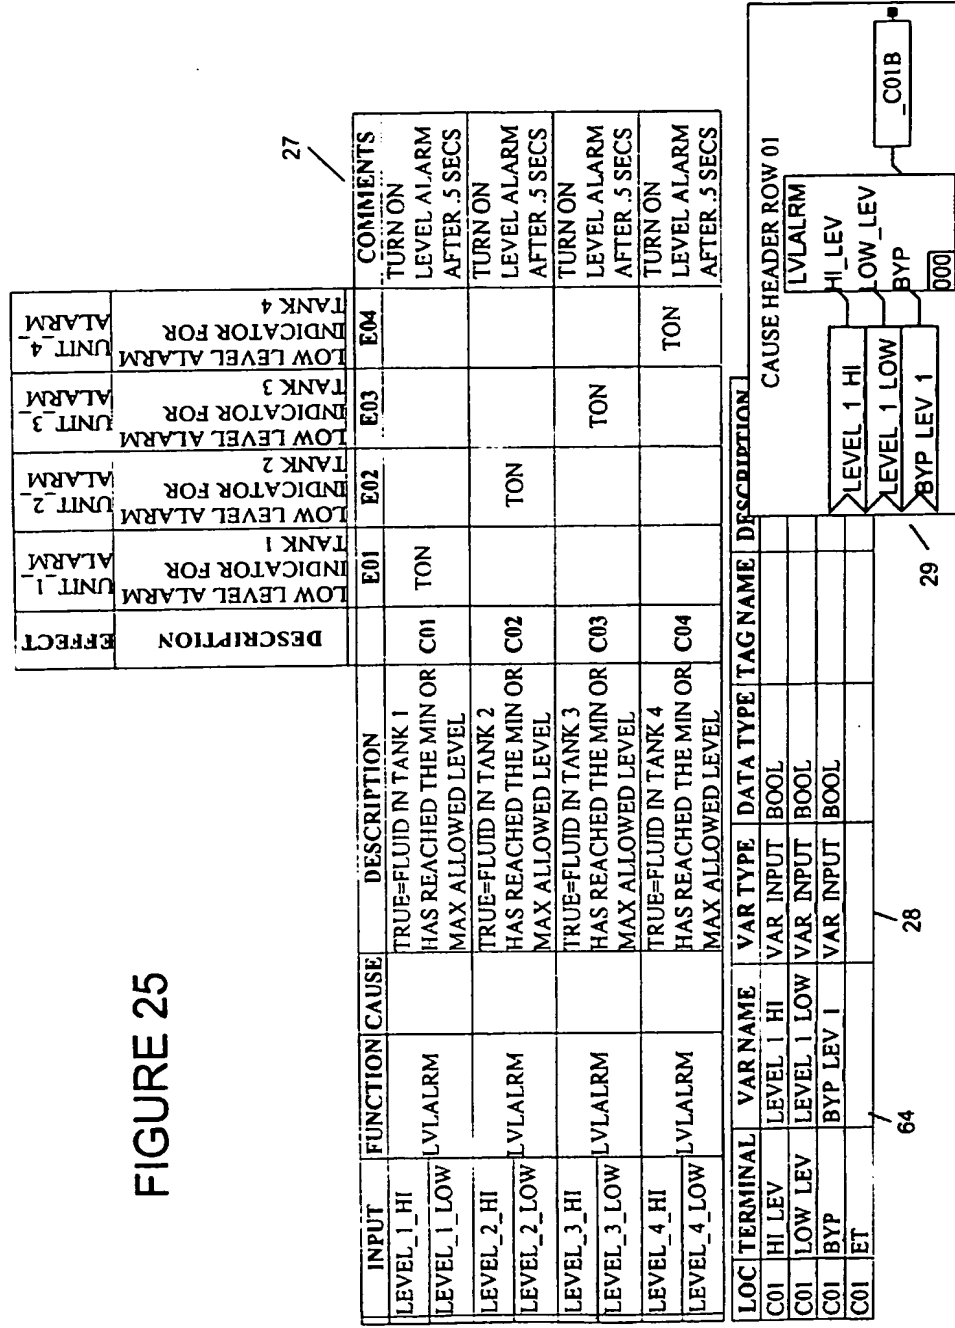 FIGURE 25
27
EFFECT UNIT_1_ ALARM UNIT_2_ ALARM UNIT_3_ ALARM UNIT_4_ ALARM
DESCRIPTION
LOW LEVEL ALARM INDICATOR FOR TANK 1
LOW LEVEL ALARM INDICATOR FOR TANK 2
LOW LEVEL ALARM INDICATOR FOR TANK 3
LOW LEVEL ALARM INDICATOR FOR TANK 4
INPUT FUNCTION CAUSE DESCRIPTION E01 E02 E03 E04 COMMENTS
LEVEL_1_HI TRUE=FLUID IN TANK 1 TURN ON
LVLALRM HAS REACHED THE MIN OR C01 TON LEVEL ALARM
LEVEL_1_LOW MAX ALLOWED LEVEL AFTER .5 SECS
LEVEL_2_HI TRUE=FLUID IN TANK 2 TURN ON
LVLALRM HAS REACHED THE MIN OR C02 TON LEVEL ALARM
LEVEL_2_LOW MAX ALLOWED LEVEL AFTER .5 SECS
LEVEL_3_HI TRUE=FLUID IN TANK 3 TURN ON
LVLALRM HAS REACHED THE MIN OR C03 TON LEVEL ALARM
LEVEL_3_LOW MAX ALLOWED LEVEL AFTER .5 SECS
LEVEL_4_HI TRUE=FLUID IN TANK 4 TURN ON
LVLALRM HAS REACHED THE MIN OR C04 TON LEVEL ALARM
LEVEL_4_LOW MAX ALLOWED LEVEL AFTER .5 SECS
LOC TERMINAL VAR NAME VAR TYPE DATA TYPE TAG NAME DESCRIPTION
C01 HI_LEV LEVEL_1_HI VAR_INPUT BOOL
C01 LOW_LEV LEVEL_1_LOW VAR_INPUT BOOL
C01 BYP BYP_LEV_1 VAR_INPUT BOOL
C01 ET
64
28
29
CAUSE HEADER ROW 01
LVLALRM
LEVEL_1_HI HI_LEV
LEVEL_1_LOW LOW_LEV _C01B
BYP_LEV_1 BYP
000